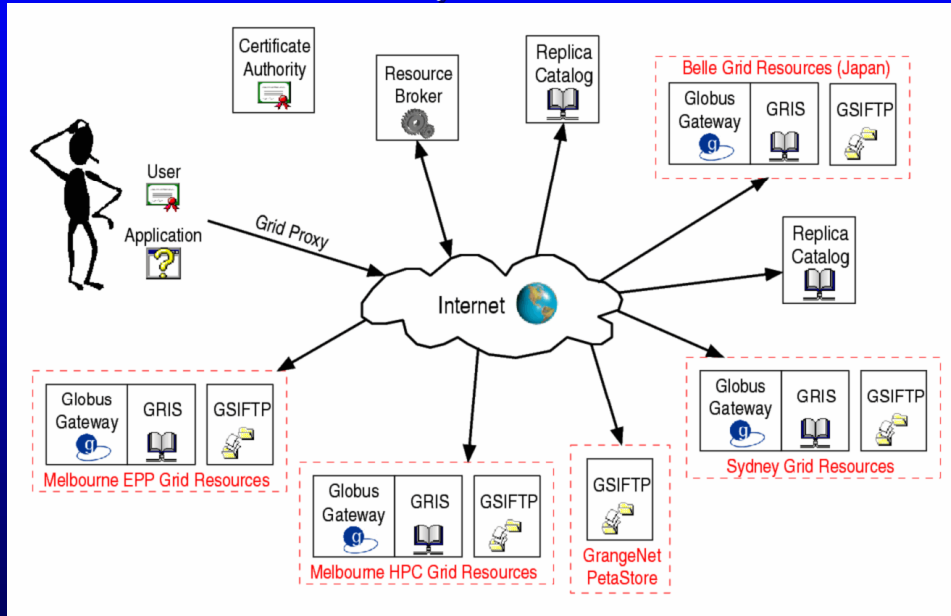 Certificate
Authority
Resource
Broker
Replica
Catalog
Belle Grid Resources (Japan)
Globus
Gateway
g
GRIS
GSIFTP
User
Application
Grid Proxy
Replica
Catalog
Internet
Globus
Gateway
g
GRIS
GSIFTP
Melbourne EPP Grid Resources
Globus
Gateway
g
GRIS
GSIFTP
Melbourne HPC Grid Resources
GSIFTP
GrangeNet
PetaStore
Globus
Gateway
g
GRIS
GSIFTP
Sydney Grid Resources